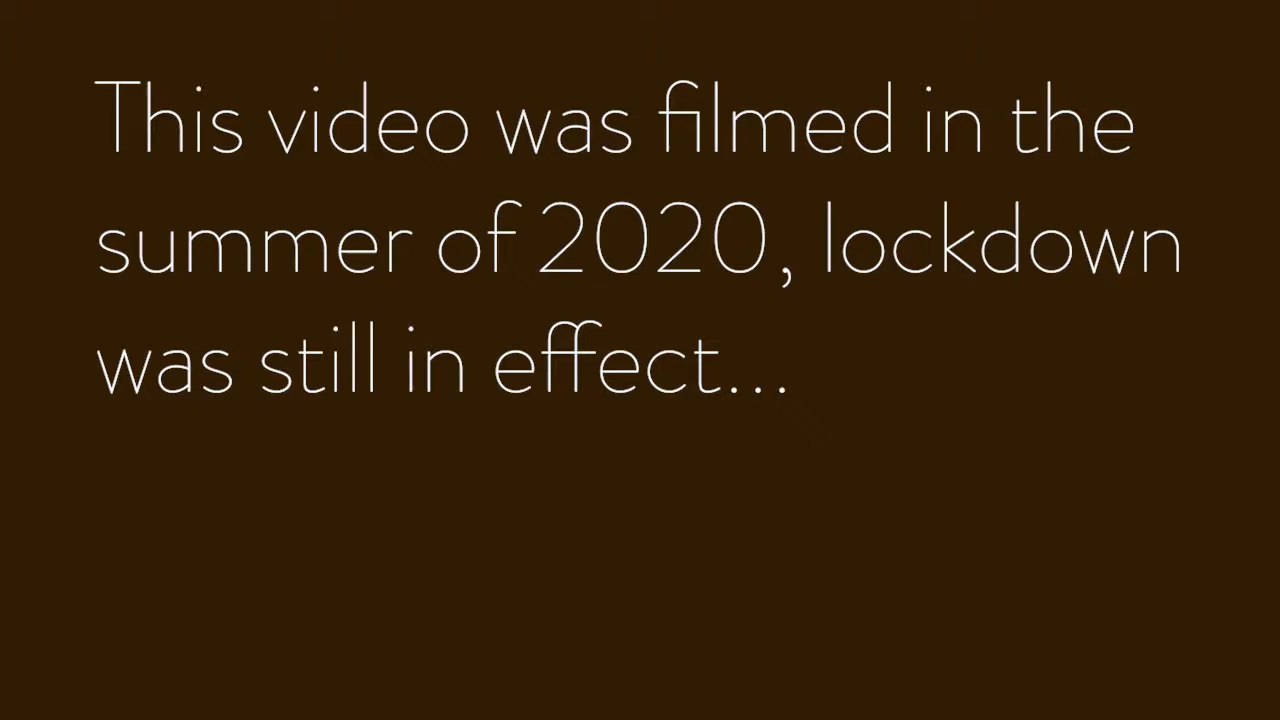 This video was filmed in the
summer of 2020, lockdown
was still in effect...